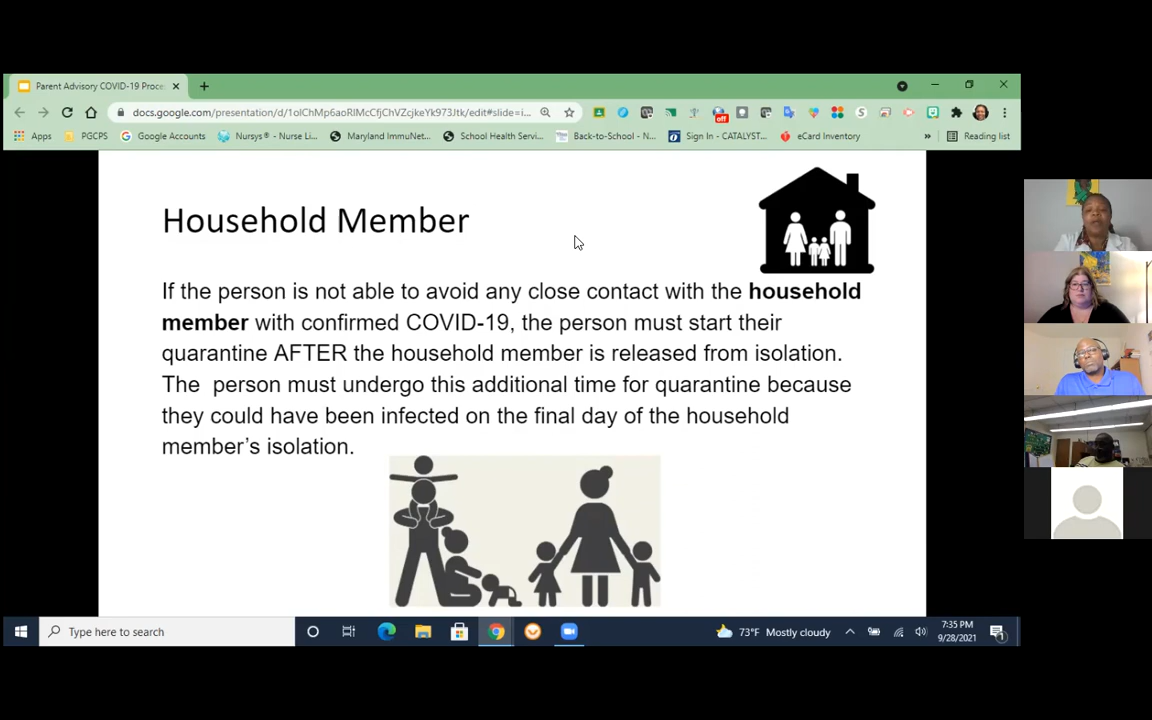 Parent Advisory COVID-19 Proce
docs.google.com/presentation/d/1olChMp6aoRlMcCfjChVZcjkeYk973Jtk/edit#slide=i...
off
Apps PGCPS Google Accounts Nursys® - Nurse Li... Maryland ImmuNet... School Health Servi... Back-to-School - N... Sign In - CATALYST... eCard Inventory » Reading list
Household Member
If the person is not able to avoid any close contact with the household
member with confirmed COVID-19, the person must start their
quarantine AFTER the household member is released from isolation.
The person must undergo this additional time for quarantine because
they could have been infected on the final day of the household
member's isolation.
Type here to search
73°F Mostly cloudy
7:35 PM
9/28/2021
1